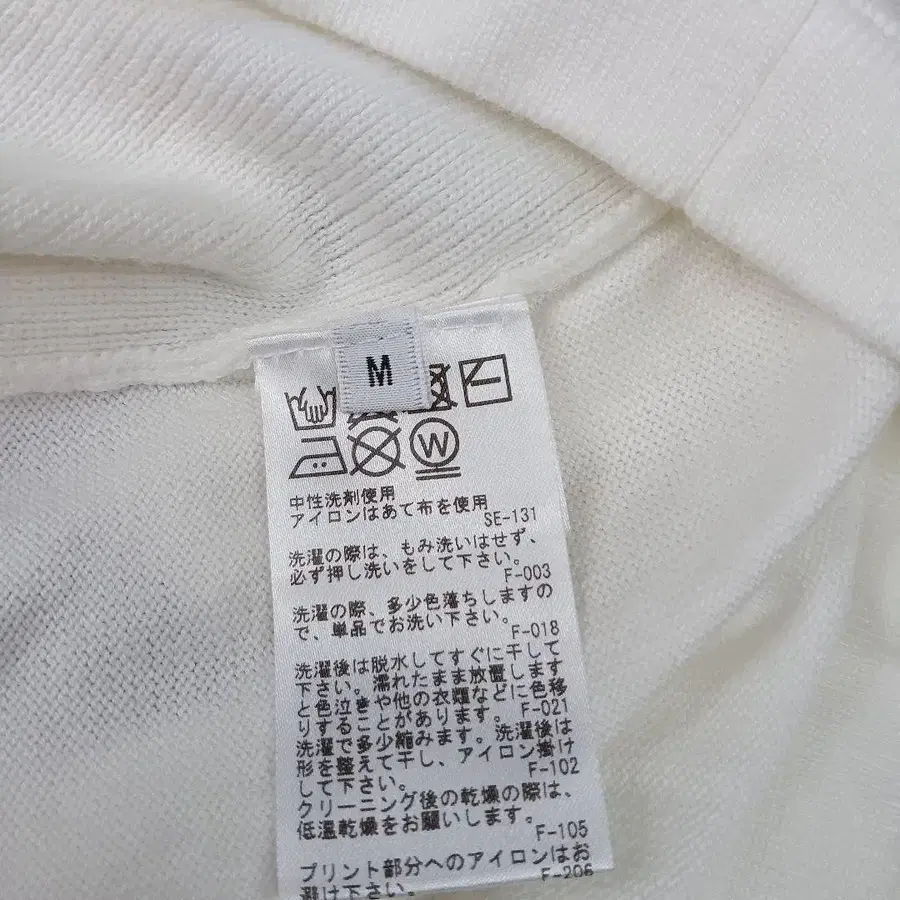 M
W
中性洗剤使用
アイロンはあて布を使用
SE-131
洗濯の際は、もみ洗いはせず、
必ず押し洗いをして下さい。
F-003
洗濯の際、多少色落ちしますの
で、単品でお洗い下さい。
F-018
洗濯後は脱水してすぐに干して
下さい。濡れたまま放置します
と色泣きや他の衣類などに色移
りすることがあります。
F-021
洗濯で多少縮みます。洗濯後は
形を整えて干し、アイロン掛け
して下さい。
F-102
クリーニング後の乾燥の際は、
低温乾燥をお願いします。
F-105
プリント部分へのアイロンはお
避け下さい。
F-206